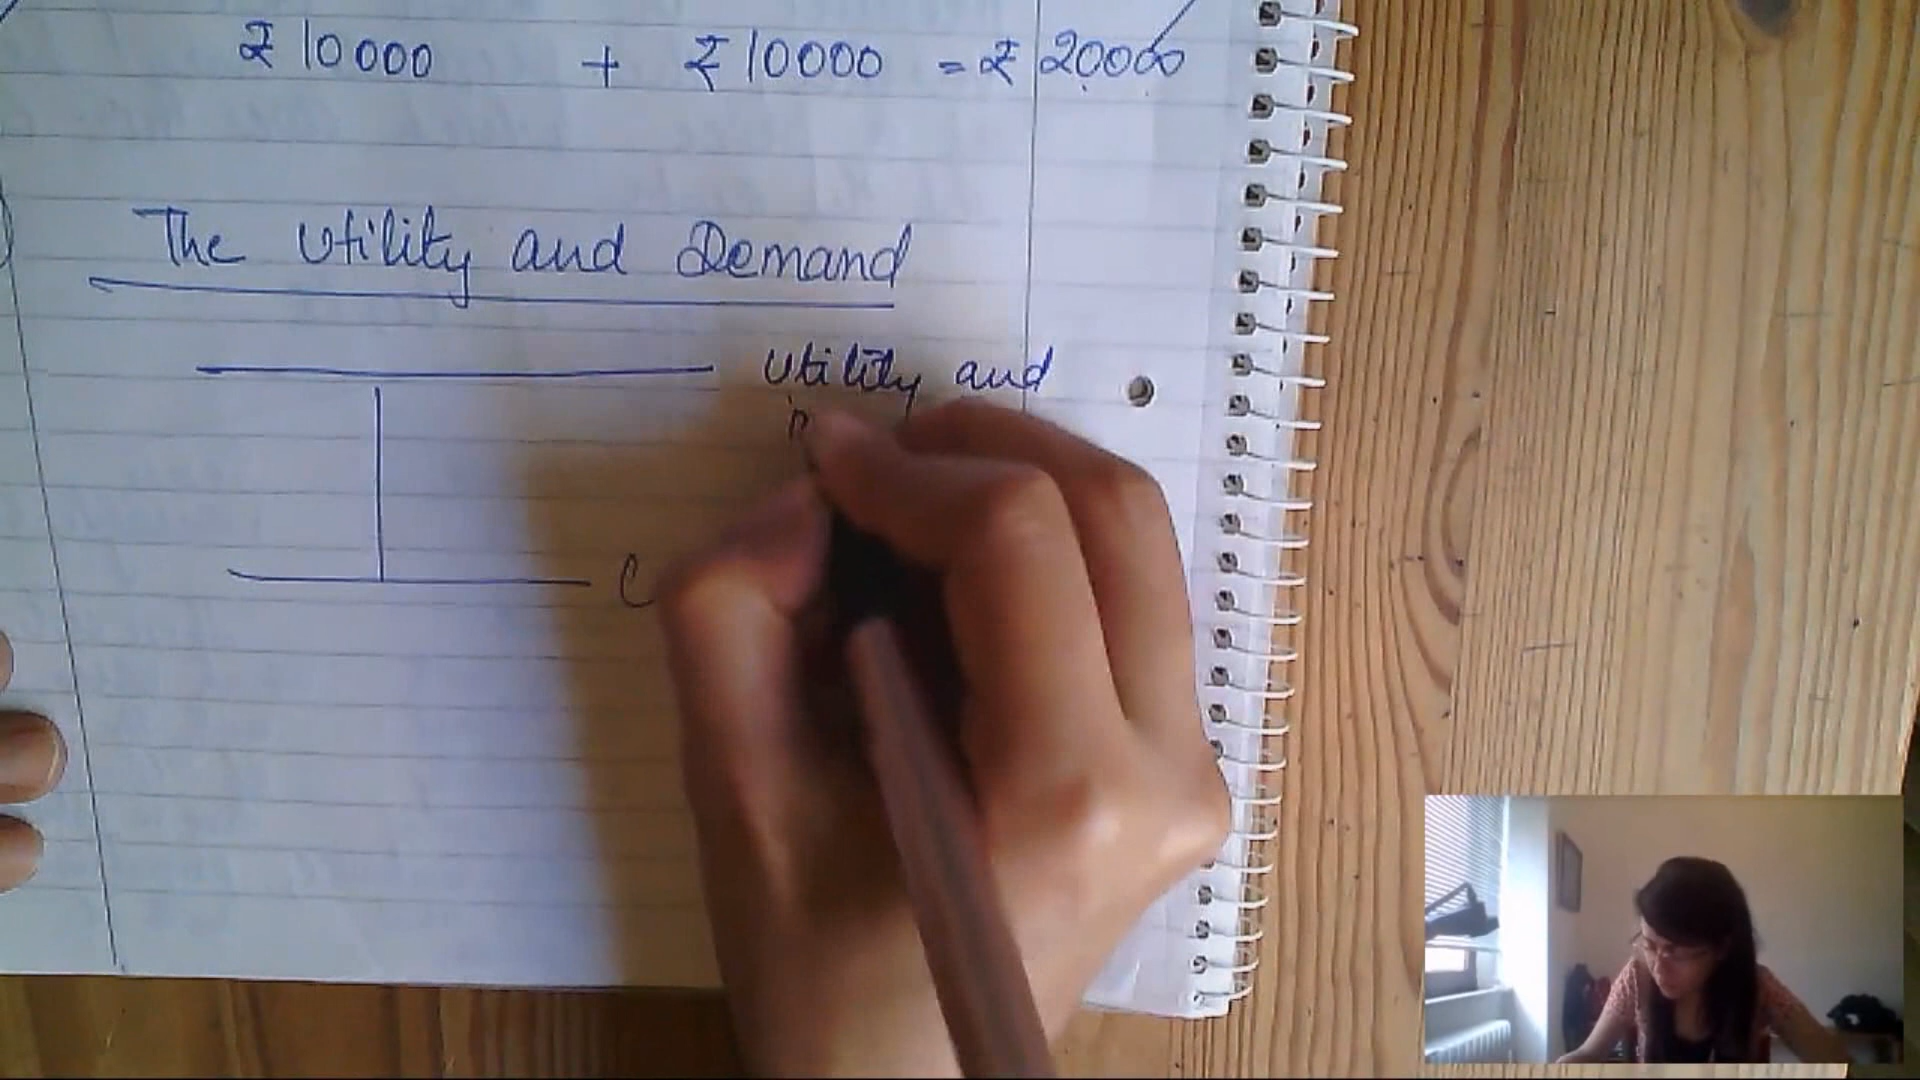 ₹ 10000 + ₹ 10000 = ₹ 20000
The Utility and Demand
Utility and
C